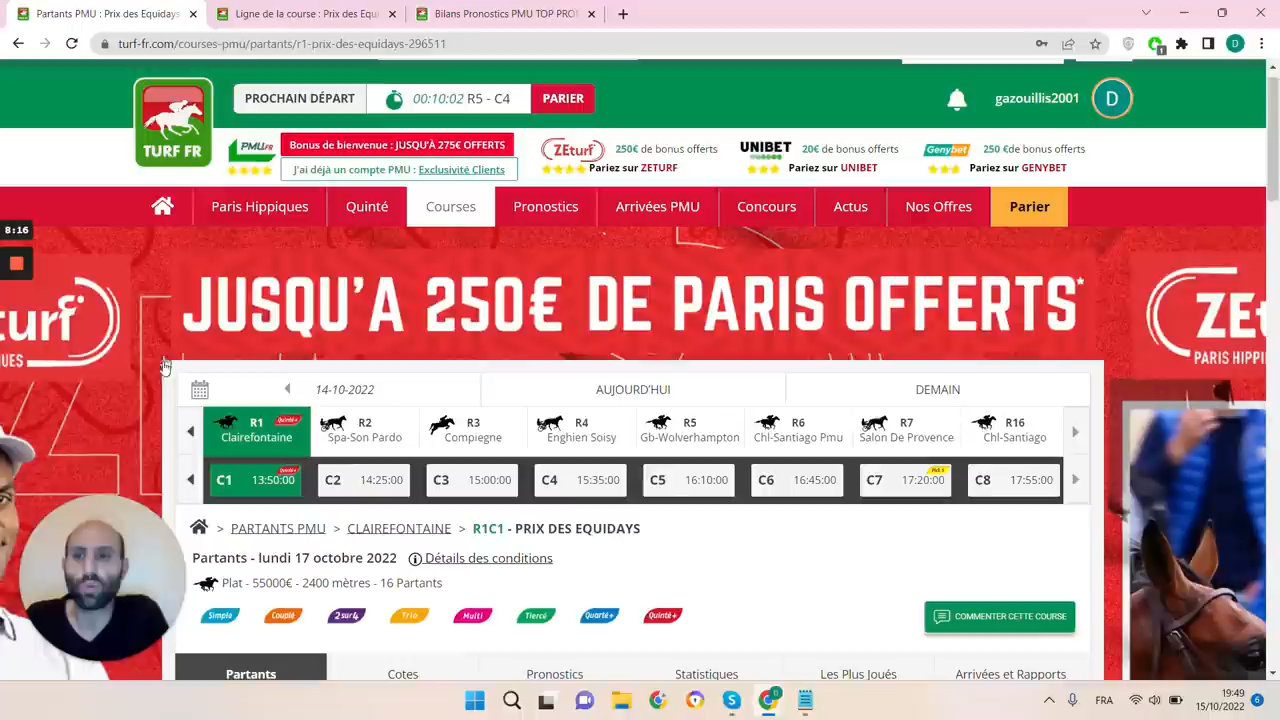 Partants PMU : Prix des Equidays
Ligne de la course : Prix des Equ
Bilans Pronostics PMU TOP PRON
turf-fr.com/courses-pmu/partants/r1-prix-des-equidays-296511
TURF FR
PROCHAIN DÉPART
00:10:02 R5 - C4
PARIER
gazouillis2001
D
PMU.FR
Bonus de bienvenue : JUSQU'À 275€ OFFERTS
J'ai déjà un compte PMU : Exclusivité Clients
ZEturf
250€ de bonus offerts
Pariez sur ZETURF
UNIBET
20€ de bonus offerts
Pariez sur UNIBET
Genybet
250 €de bonus offerts
Pariez sur GENYBET
Paris Hippiques
Quinté
Courses
Pronostics
Arrivées PMU
Concours
Actus
Nos Offres
Parier
8:16
JUSQU'A 250€ DE PARIS OFFERTS*
turf
QUES
ZEt
PARIS HIPPI
14-10-2022
AUJOURD'HUI
DEMAIN
R1 Quinté+
Clairefontaine
R2
Spa-Son Pardo
R3
Compiegne
R4
Enghien Soisy
R5
Gb-Wolverhampton
R6
Chl-Santiago Pmu
R7
Salon De Provence
R16
Chl-Santiago
C1 13:50:00 Quinté+
C2 14:25:00
C3 15:00:00
C4 15:35:00
C5 16:10:00
C6 16:45:00
C7 17:20:00 Pick 5
C8 17:55:00
> PARTANTS PMU > CLAIREFONTAINE > R1C1 - PRIX DES EQUIDAYS
Partants - lundi 17 octobre 2022 Détails des conditions
Plat - 55000€ - 2400 mètres - 16 Partants
Simple
Couplé
2sur4
Trio
Multi
Tiercé
Quarté+
Quinté+
COMMENTER CETTE COURSE
Partants
Cotes
Pronostics
Statistiques
Les Plus Joués
Arrivées et Rapports
FRA
19:49
15/10/2022
6